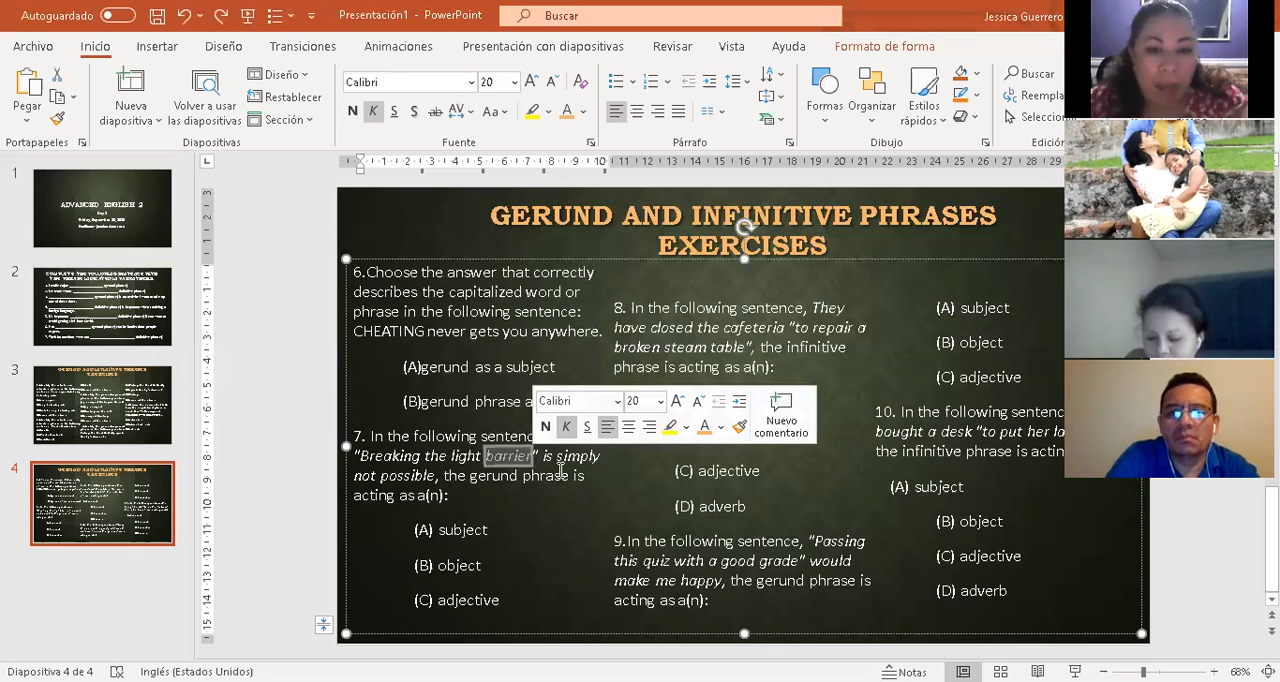 Autoguardado
Presentación1 - PowerPoint
Buscar
Jessica Guerrero
Archivo Inicio Insertar Diseño Transiciones Animaciones Presentación con diapositivas Revisar Vista Ayuda Formato de forma
Pegar
Nueva
diapositiva
Volver a usar
las diapositivas
Diseño
Restablecer
Sección
Calibri 20
N K S S ab AV Aa A
Formas
Organizar
Estilos
rápidos
Buscar
Portapapeles Diapositivas Fuente Párrafo Dibujo
1
ADVANCED ENGLISH 2
2
3
4
GERUND AND INFINITIVE PHRASES
EXERCISES
6.Choose the answer that correctly
describes the capitalized word or
phrase in the following sentence:
CHEATING never gets you anywhere.
(A)gerund as a subject
(B)gerund phrase
7. In the following
"Breaking the light barrier" is simply
not possible, the gerund phrase is
acting as a(n):
(A) subject
(B) object
(C) adjective
8. In the following sentence, They
have closed the cafeteria "to repair a
broken steam table", the infinitive
phrase is acting as a(n):
Calibri 20
N K S
Nuevo
comentario
(C) adjective
(D) adverb
9.In the following sentence, "Passing
this quiz with a good grade" would
make me happy, the gerund phrase is
acting as a(n):
(A) subject
(B) object
(C) adjective
10. In the following
bought a desk "to put her
the infinitive phrase is
(A) subject
(B) object
(C) adjective
(D) adverb
Diapositiva 4 de 4
Inglés (Estados Unidos)
Notas
68%